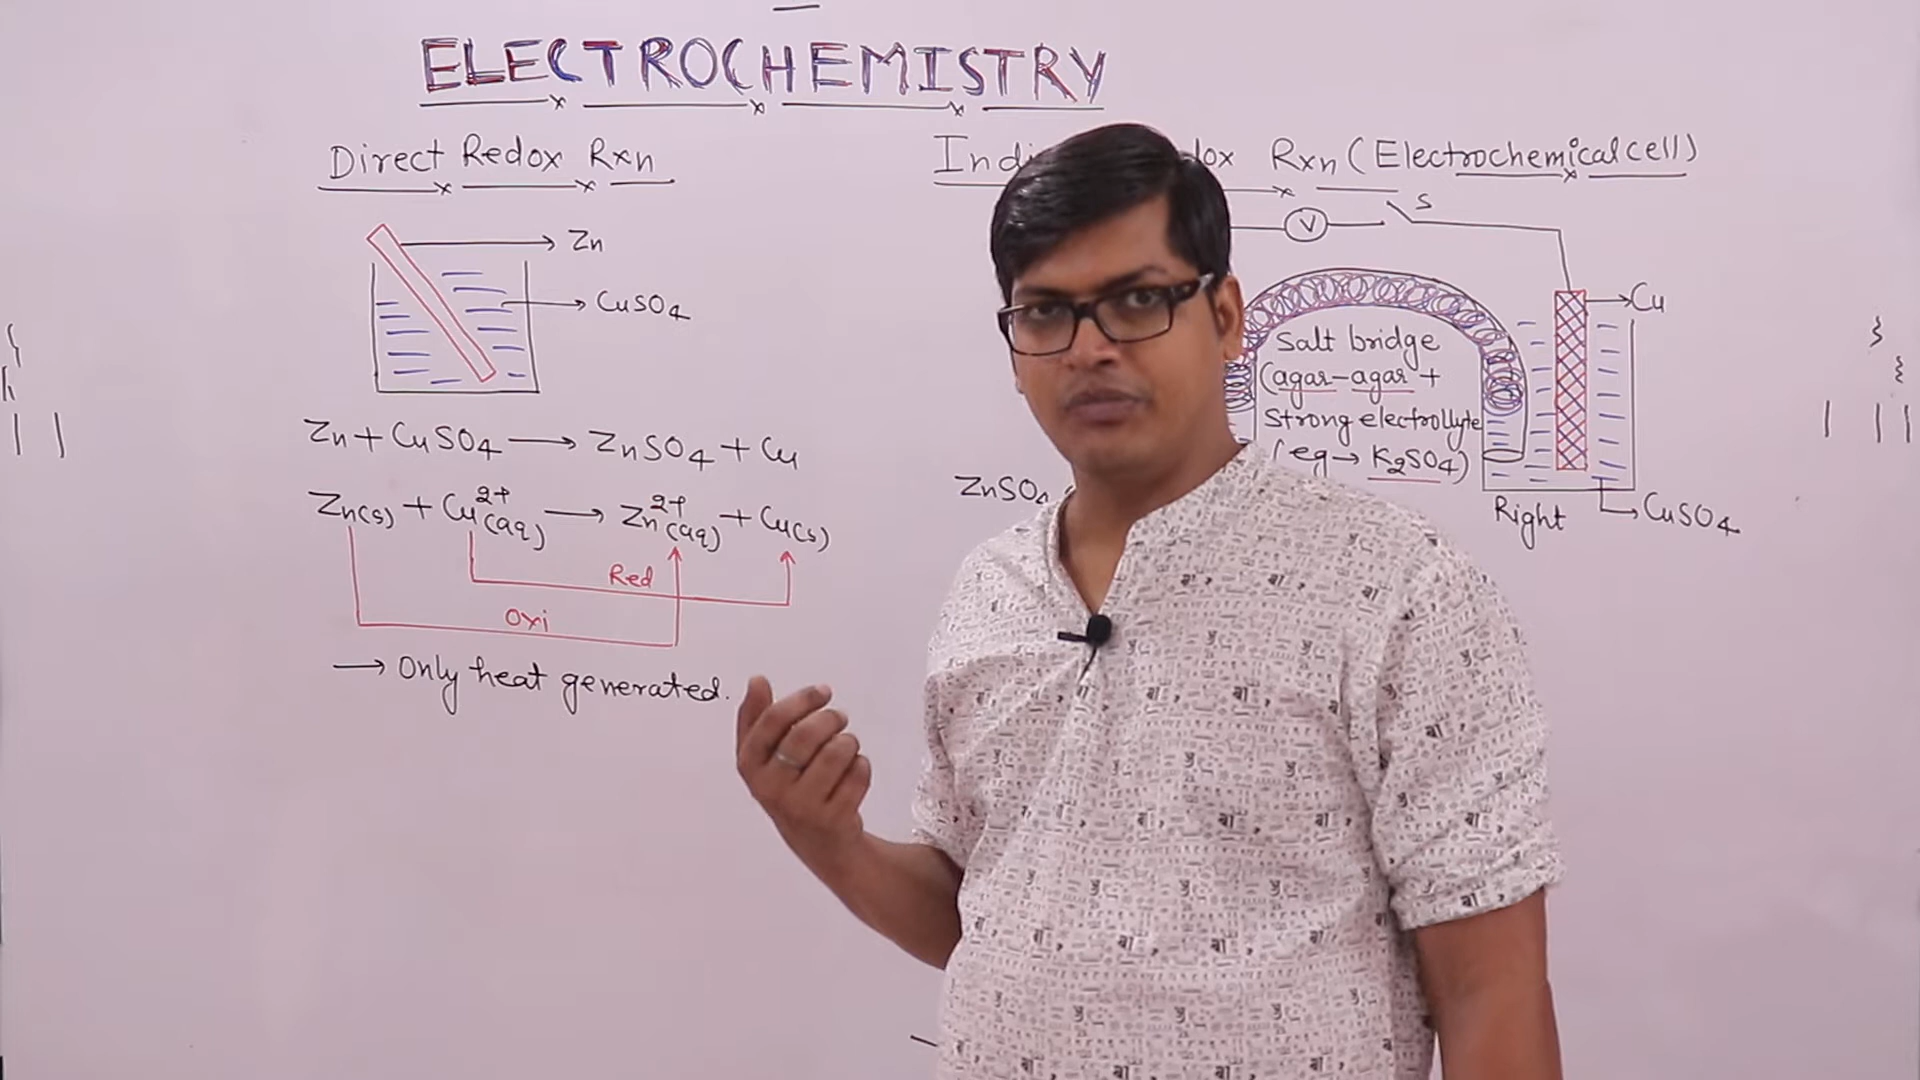 ELECTROCHEMISTRY
Direct Redox Rxn
Zn
CuSO4
Zn + CuSO4 → ZnSO4 + Cu
Zn(s) + Cu²⁺(aq) → Zn²⁺(aq) + Cu(s)
Red
Oxi
→ Only heat generated.
Rxn (Electrochemical cell)
V
S
Cu
Salt bridge
(agar-agar +
Strong electrollyte
(eg → K2SO4)
ZnSO4
Right
CuSO4